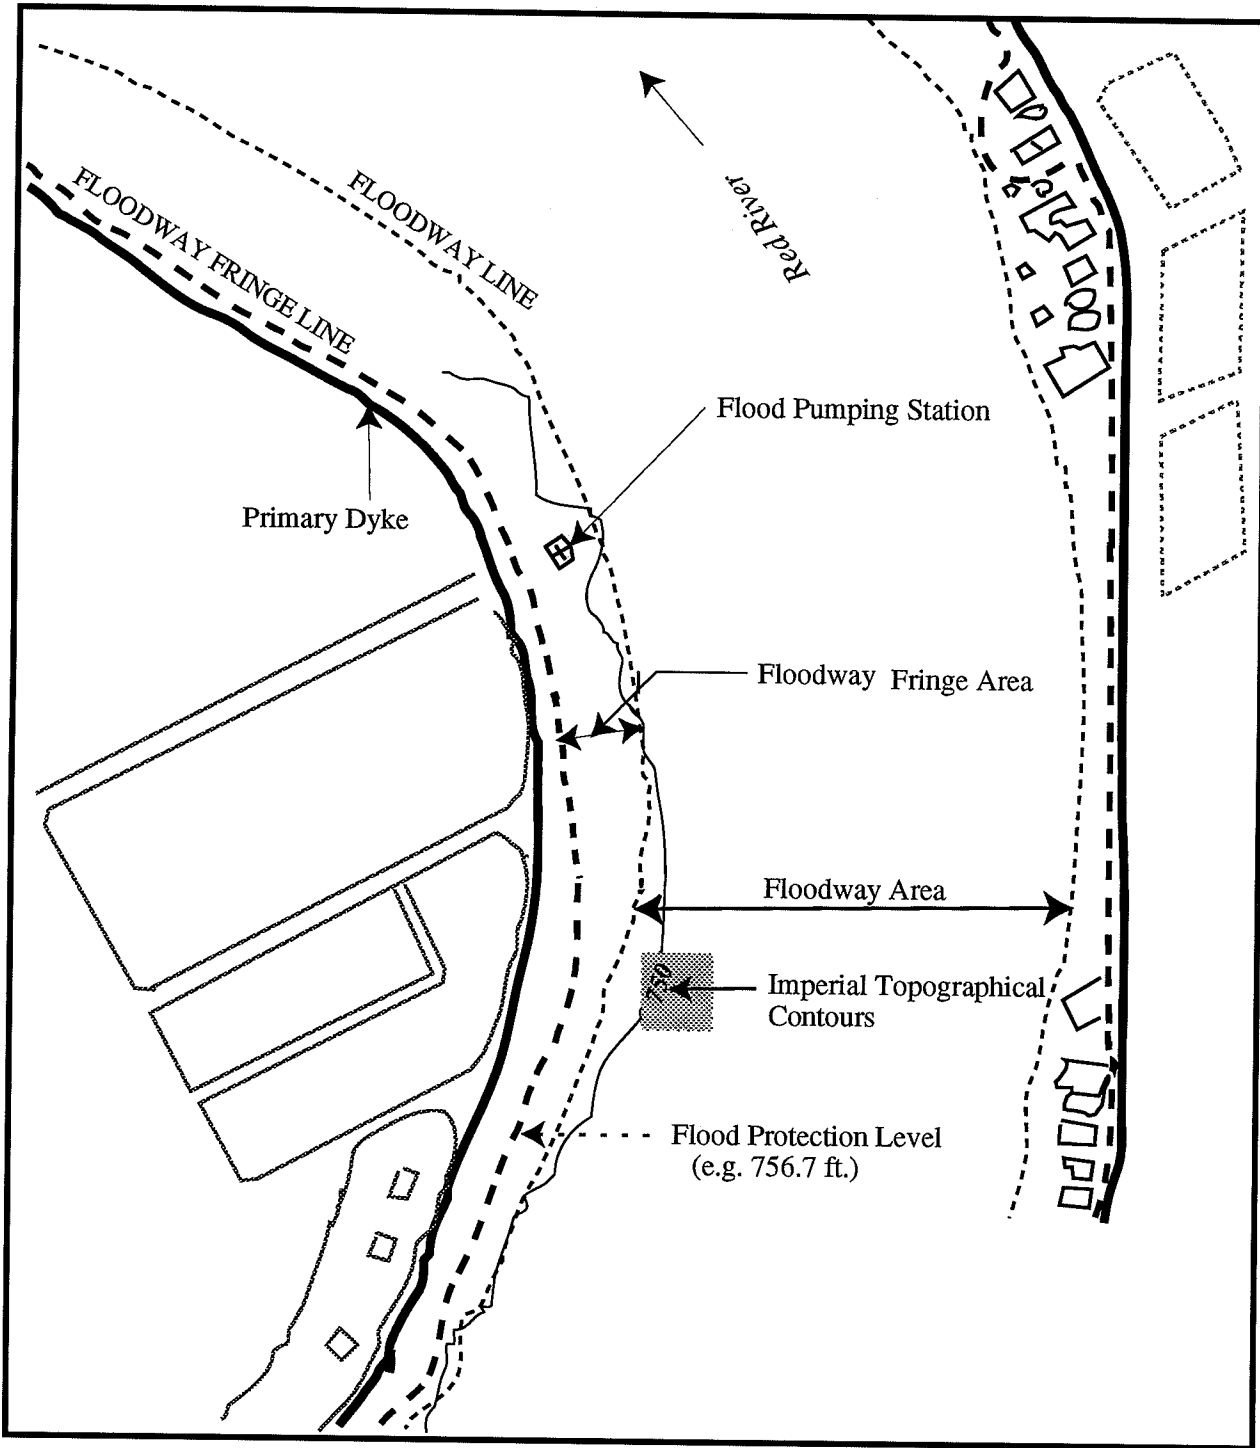 FLOODWAY LINE
FLOODWAY FRINGE LINE
Red River
Flood Pumping Station
Primary Dyke
Floodway Fringe Area
Floodway Area
750
Imperial Topographical
Contours
Flood Protection Level
(e.g. 756.7 ft.)